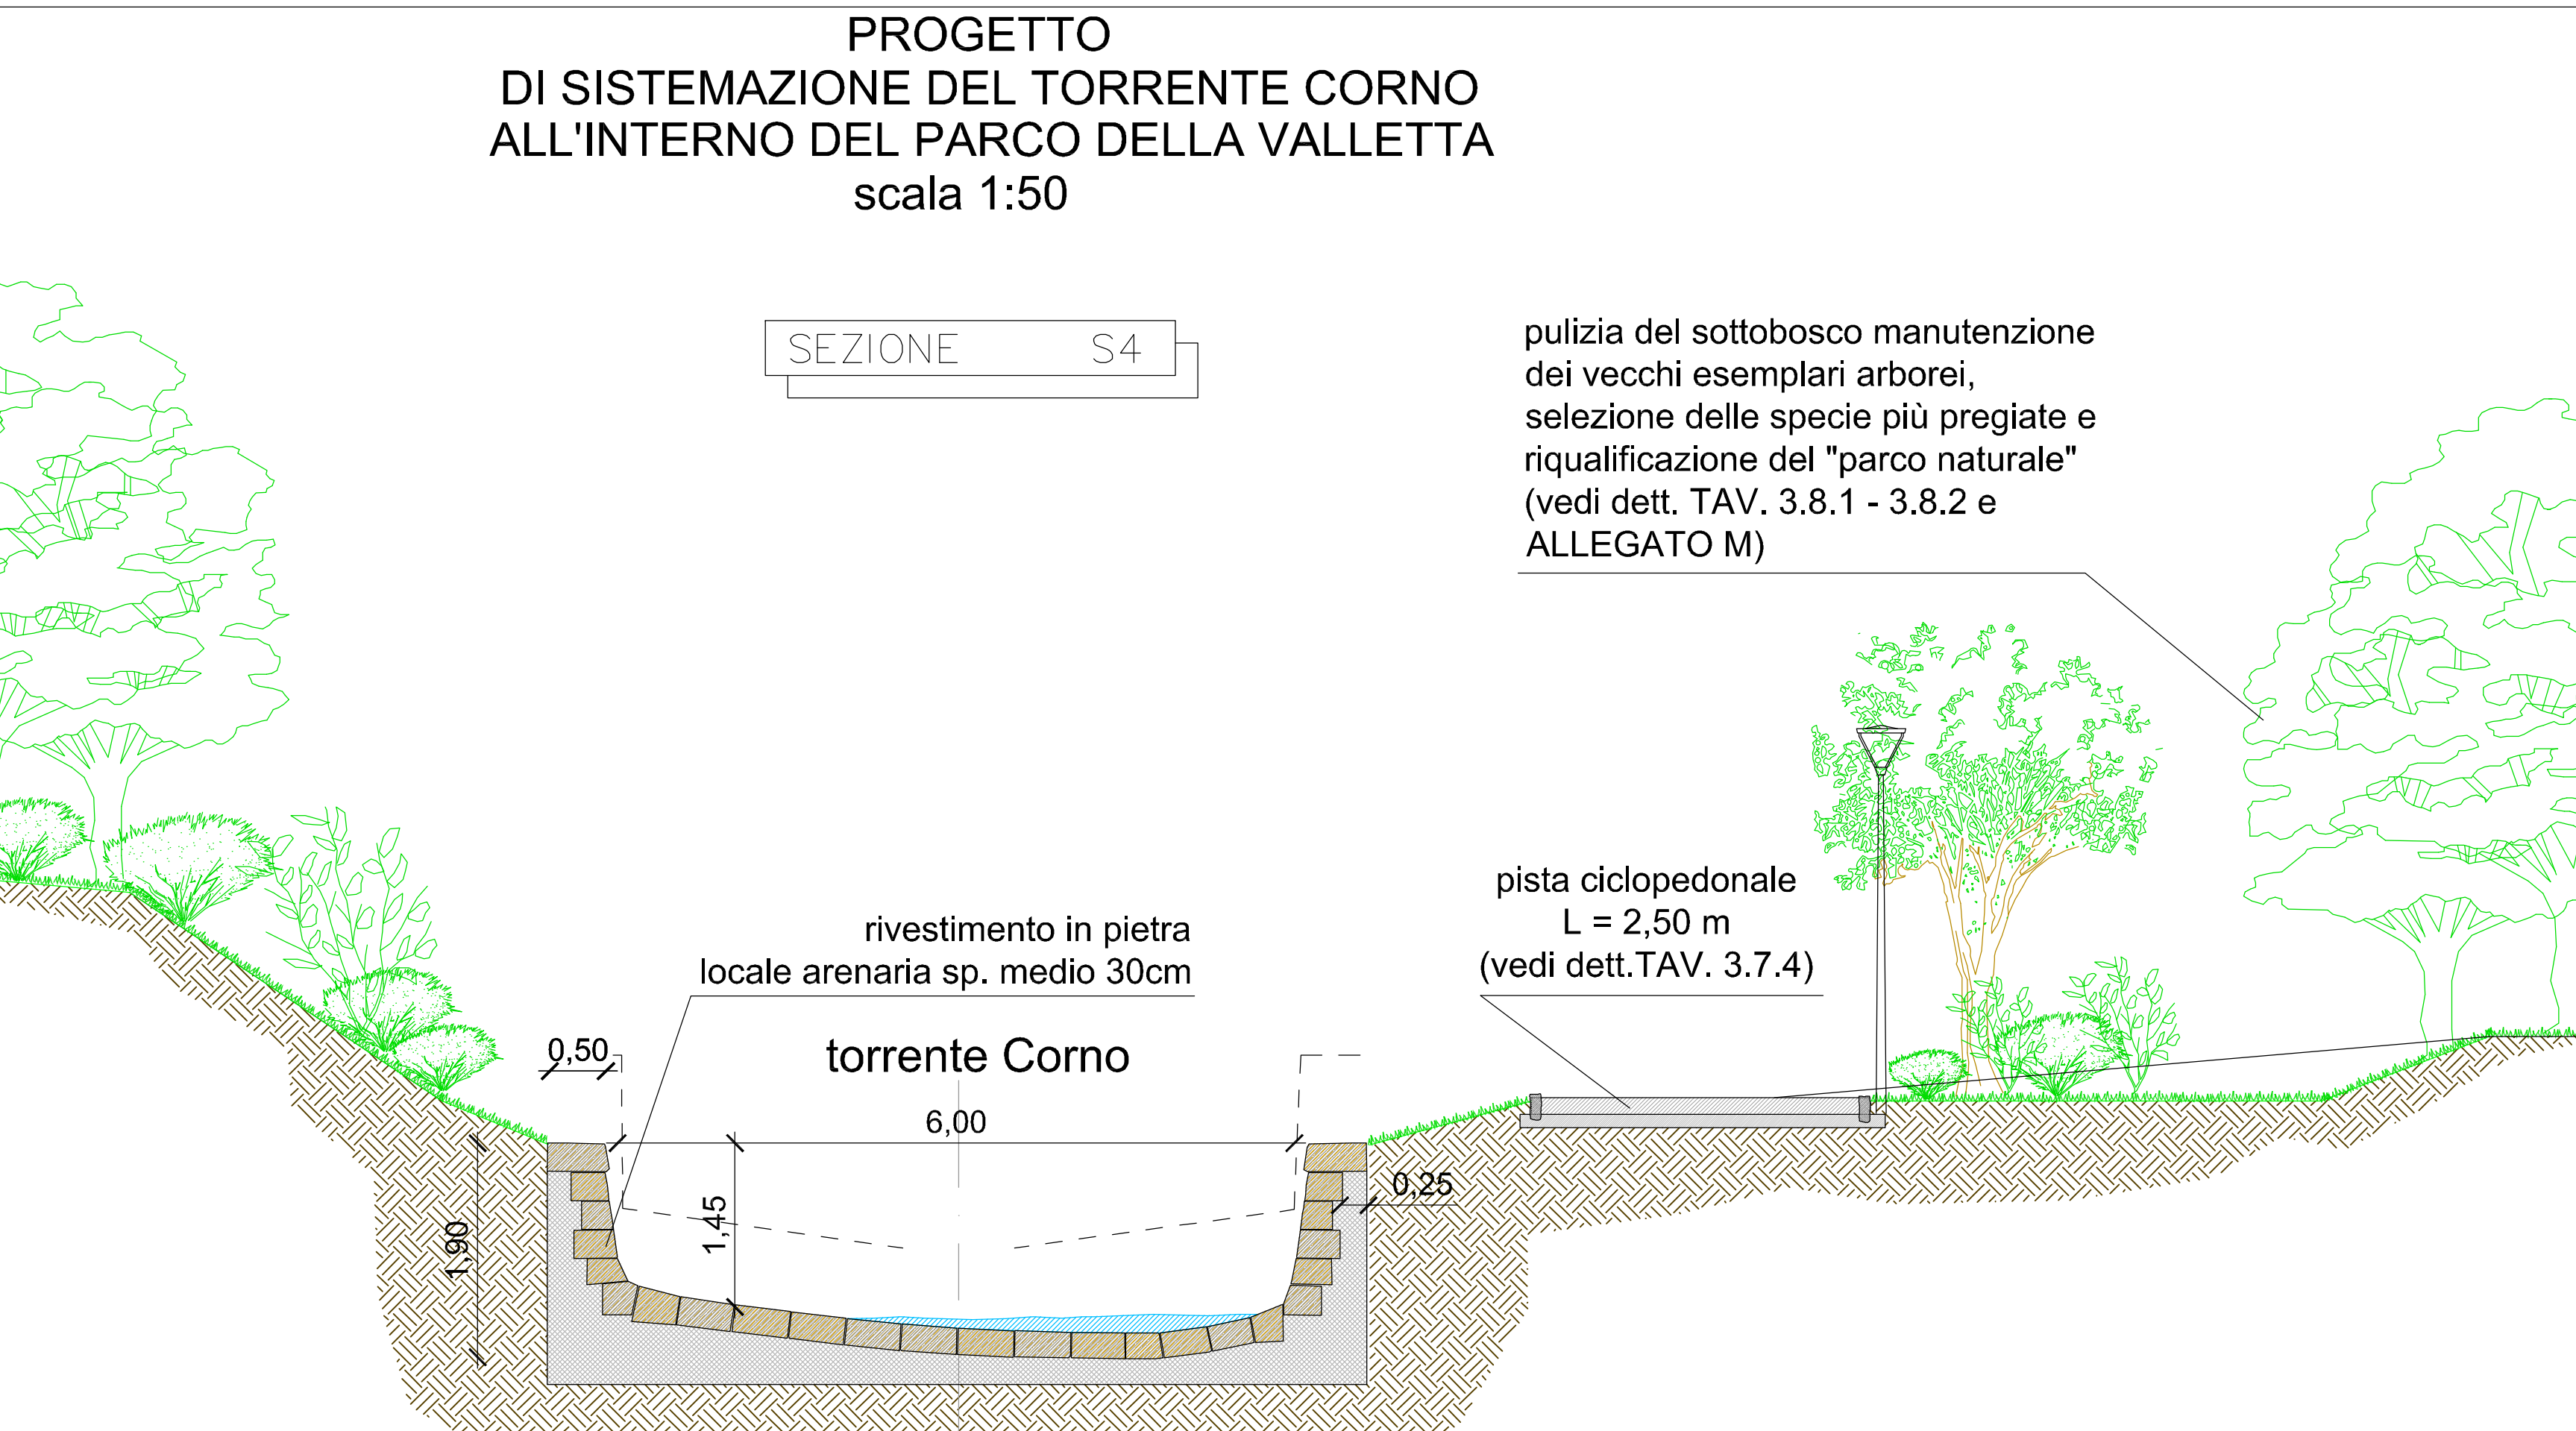 PROGETTO
DI SISTEMAZIONE DEL TORRENTE CORNO
ALL'INTERNO DEL PARCO DELLA VALLETTA
scala 1:50
SEZIONE S4
pulizia del sottobosco manutenzione
dei vecchi esemplari arborei,
selezione delle specie più pregiate e
riqualificazione del "parco naturale"
(vedi dett. TAV. 3.8.1 - 3.8.2 e
ALLEGATO M)
pista ciclopedonale
L = 2,50 m
(vedi dett.TAV. 3.7.4)
rivestimento in pietra
locale arenaria sp. medio 30cm
torrente Corno
0,50
6,00
0,25
1,45
1,90